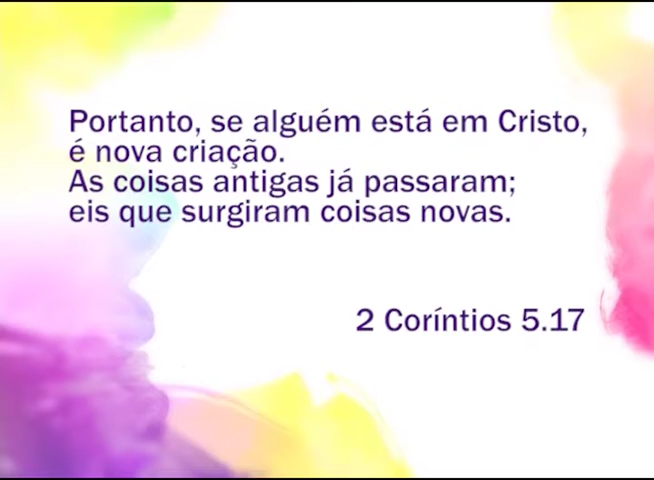 Portanto, se alguém está em Cristo,
é nova criação.
As coisas antigas já passaram;
eis que surgiram coisas novas.
2 Coríntios 5.17